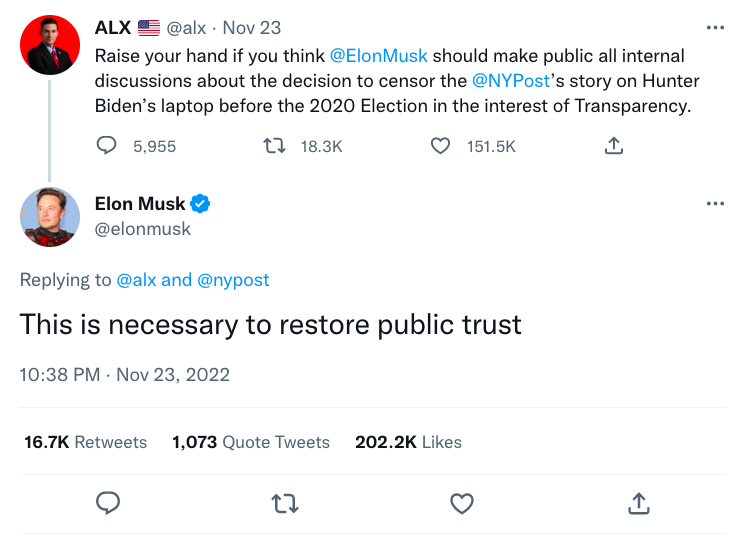 ALX 🇺🇸 @alx · Nov 23
Raise your hand if you think @ElonMusk should make public all internal
discussions about the decision to censor the @NYPost’s story on Hunter
Biden’s laptop before the 2020 Election in the interest of Transparency.
5,955 18.3K 151.5K
Elon Musk
@elonmusk
Replying to @alx and @nypost
This is necessary to restore public trust
10:38 PM · Nov 23, 2022
16.7K Retweets 1,073 Quote Tweets 202.2K Likes